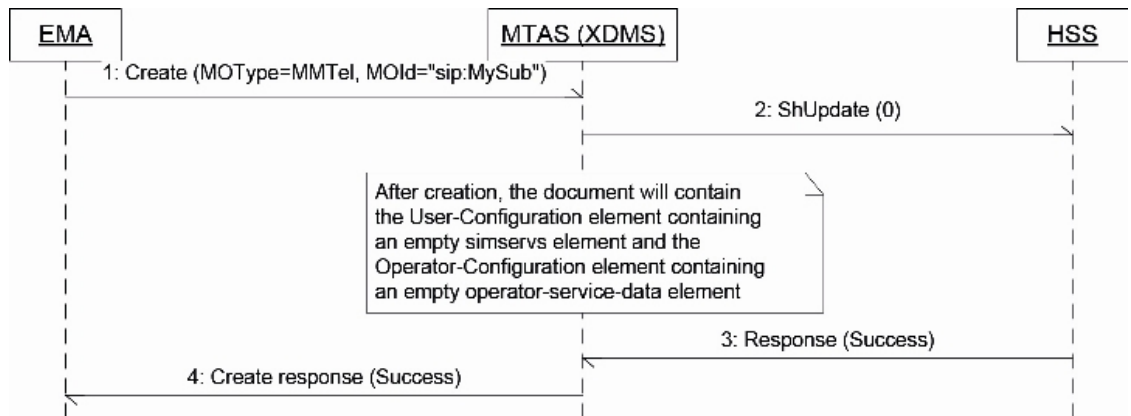 EMA
MTAS (XDMS)
HSS
1: Create (MOType=MMTel, MOId="sip:MySub")
2: ShUpdate (0)
After creation, the document will contain
the User-Configuration element containing
an empty simservs element and the
Operator-Configuration element containing
an empty operator-service-data element
3: Response (Success)
4: Create response (Success)